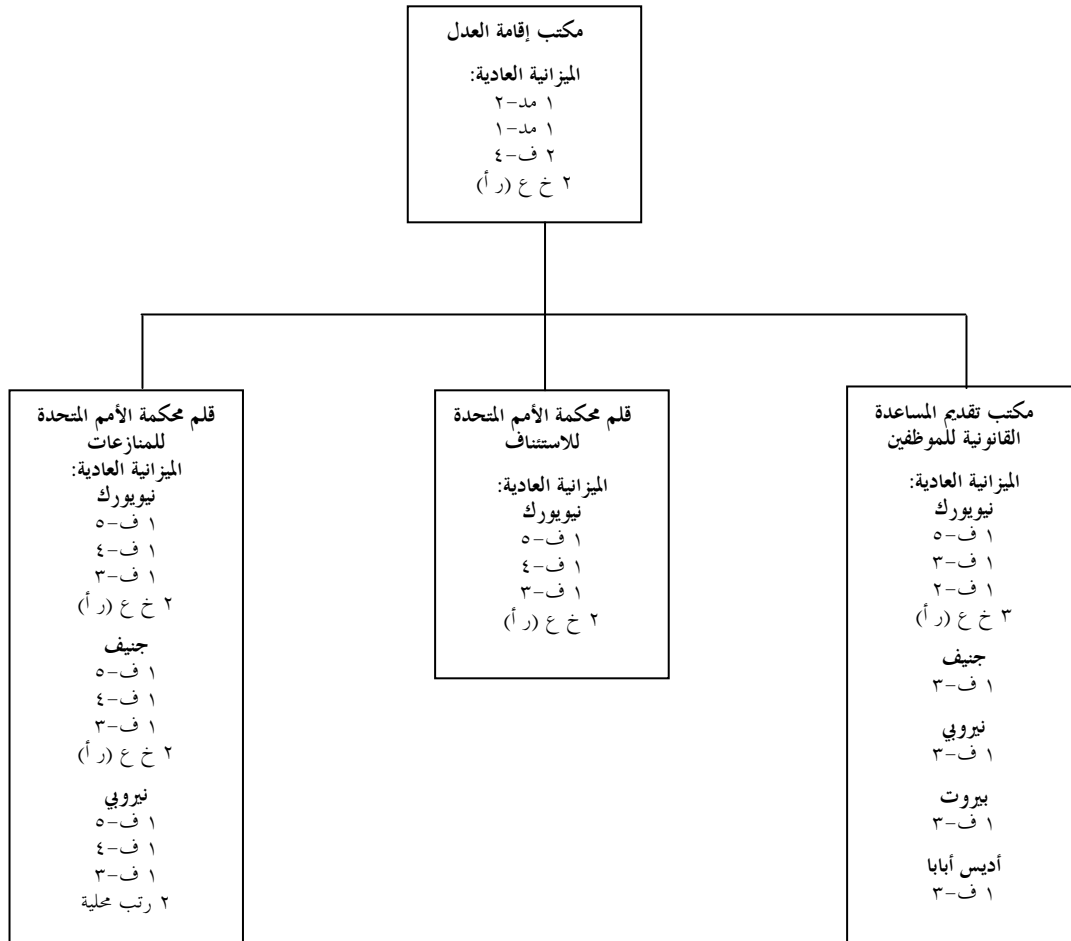 مكتب إقامة العدل
الميزانية العادية:
١ مد-٢
١ مد-١
٢ ف-٤
٢ خ ع (ر أ)
مكتب تقديم المساعدة
القانونية للموظفين
الميزانية العادية:
نيويورك
١ ف-٥
١ ف-٣
١ ف-٢
٣ خ ع (ر أ)
جنيف
١ ف-٣
نيروبي
١ ف-٣
بيروت
١ ف-٣
أديس أبابا
١ ف-٣
قلم محكمة الأمم المتحدة
للاستئناف
الميزانية العادية:
نيويورك
١ ف-٥
١ ف-٤
١ ف-٣
٢ خ ع (ر أ)
قلم محكمة الأمم المتحدة
للمنازعات
الميزانية العادية:
نيويورك
١ ف-٥
١ ف-٤
١ ف-٣
٢ خ ع (ر أ)
جنيف
١ ف-٥
١ ف-٤
١ ف-٣
٢ خ ع (ر أ)
نيروبي
١ ف-٥
١ ف-٤
١ ف-٣
٢ رتب محلية